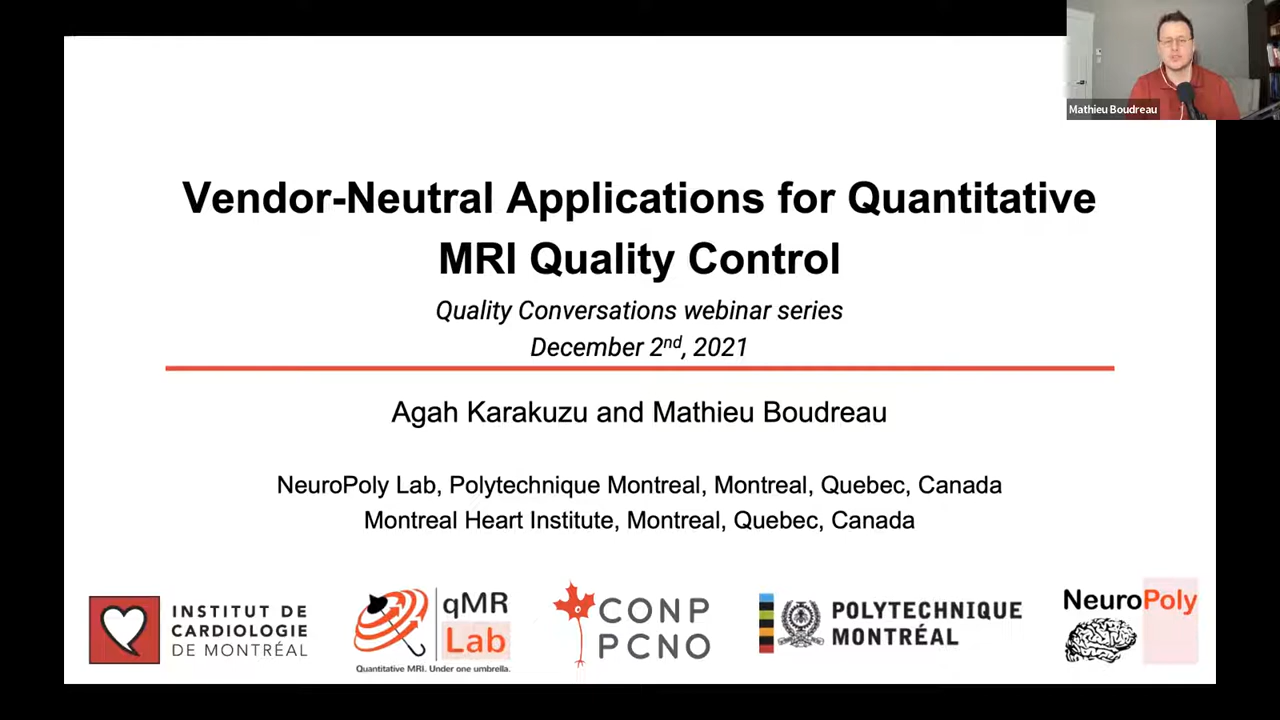 Mathieu Boudreau
Vendor-Neutral Applications for Quantitative
MRI Quality Control
Quality Conversations webinar series
December 2nd, 2021
Agah Karakuzu and Mathieu Boudreau
NeuroPoly Lab, Polytechnique Montreal, Montreal, Quebec, Canada
Montreal Heart Institute, Montreal, Quebec, Canada
INSTITUT DE
CARDIOLOGIE
DE MONTRÉAL
qMR
Lab
Quantitative MRI. Under one umbrella.
CONP
PCNO
POLYTECHNIQUE
MONTRÉAL
NeuroPoly